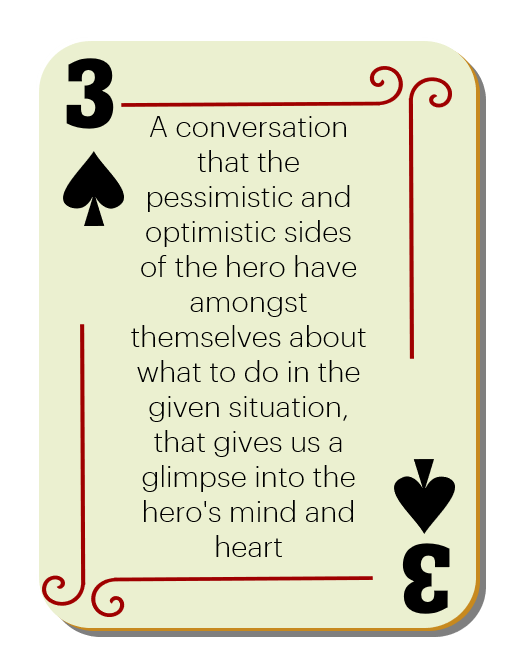 3
A conversation
that the
pessimistic and
optimistic sides
of the hero have
amongst
themselves about
what to do in the
given situation,
that gives us a
glimpse into the
hero's mind and
heart
3